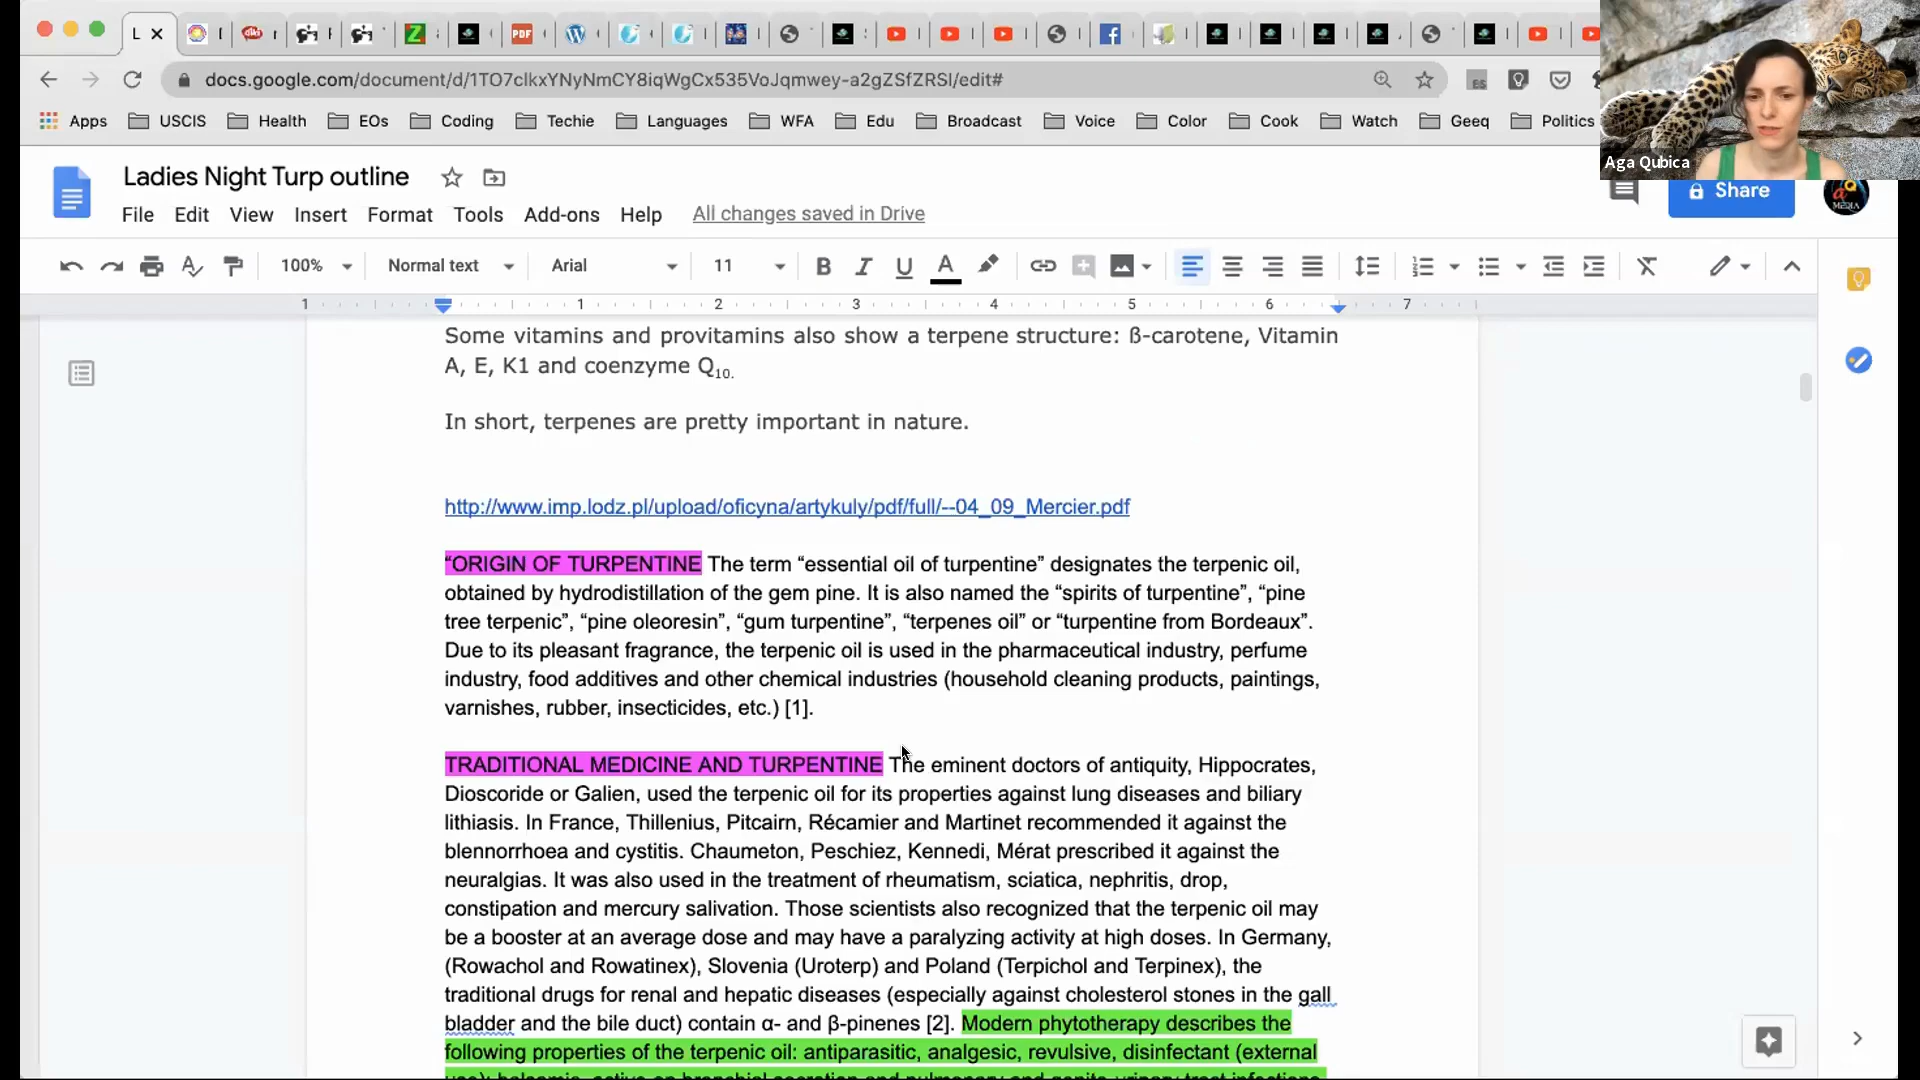 L
PDF
docs.google.com/document/d/1TO7clkxYNyNmCY8iqWgCx535VoJqmwey-a2gZSfZRSI/edit#
Apps USCIS Health EOs Coding Techie Languages WFA Edu Broadcast Voice Color Cook Watch Geeq Politics
Aga Qubica
Ladies Night Turp outline
File Edit View Insert Format Tools Add-ons Help All changes saved in Drive
Share
100% Normal text Arial 11 B I U A
1 1 2 3 4 5 6 7
Some vitamins and provitamins also show a terpene structure: ß-carotene, Vitamin
A, E, K1 and coenzyme Q10.
In short, terpenes are pretty important in nature.
http://www.imp.lodz.pl/upload/oficyna/artykuly/pdf/full/--04_09_Mercier.pdf
“ORIGIN OF TURPENTINE The term “essential oil of turpentine” designates the terpenic oil,
obtained by hydrodistillation of the gem pine. It is also named the “spirits of turpentine”, “pine
tree terpenic”, “pine oleoresin”, “gum turpentine”, “terpenes oil” or “turpentine from Bordeaux”.
Due to its pleasant fragrance, the terpenic oil is used in the pharmaceutical industry, perfume
industry, food additives and other chemical industries (household cleaning products, paintings,
varnishes, rubber, insecticides, etc.) [1].
TRADITIONAL MEDICINE AND TURPENTINE The eminent doctors of antiquity, Hippocrates,
Dioscoride or Galien, used the terpenic oil for its properties against lung diseases and biliary
lithiasis. In France, Thillenius, Pitcairn, Récamier and Martinet recommended it against the
blennorrhoea and cystitis. Chaumeton, Peschiez, Kennedi, Mérat prescribed it against the
neuralgias. It was also used in the treatment of rheumatism, sciatica, nephritis, drop,
constipation and mercury salivation. Those scientists also recognized that the terpenic oil may
be a booster at an average dose and may have a paralyzing activity at high doses. In Germany,
(Rowachol and Rowatinex), Slovenia (Uroterp) and Poland (Terpichol and Terpinex), the
traditional drugs for renal and hepatic diseases (especially against cholesterol stones in the gall
bladder and the bile duct) contain α- and β-pinenes [2]. Modern phytotherapy describes the
following properties of the terpenic oil: antiparasitic, analgesic, revulsive, disinfectant (external